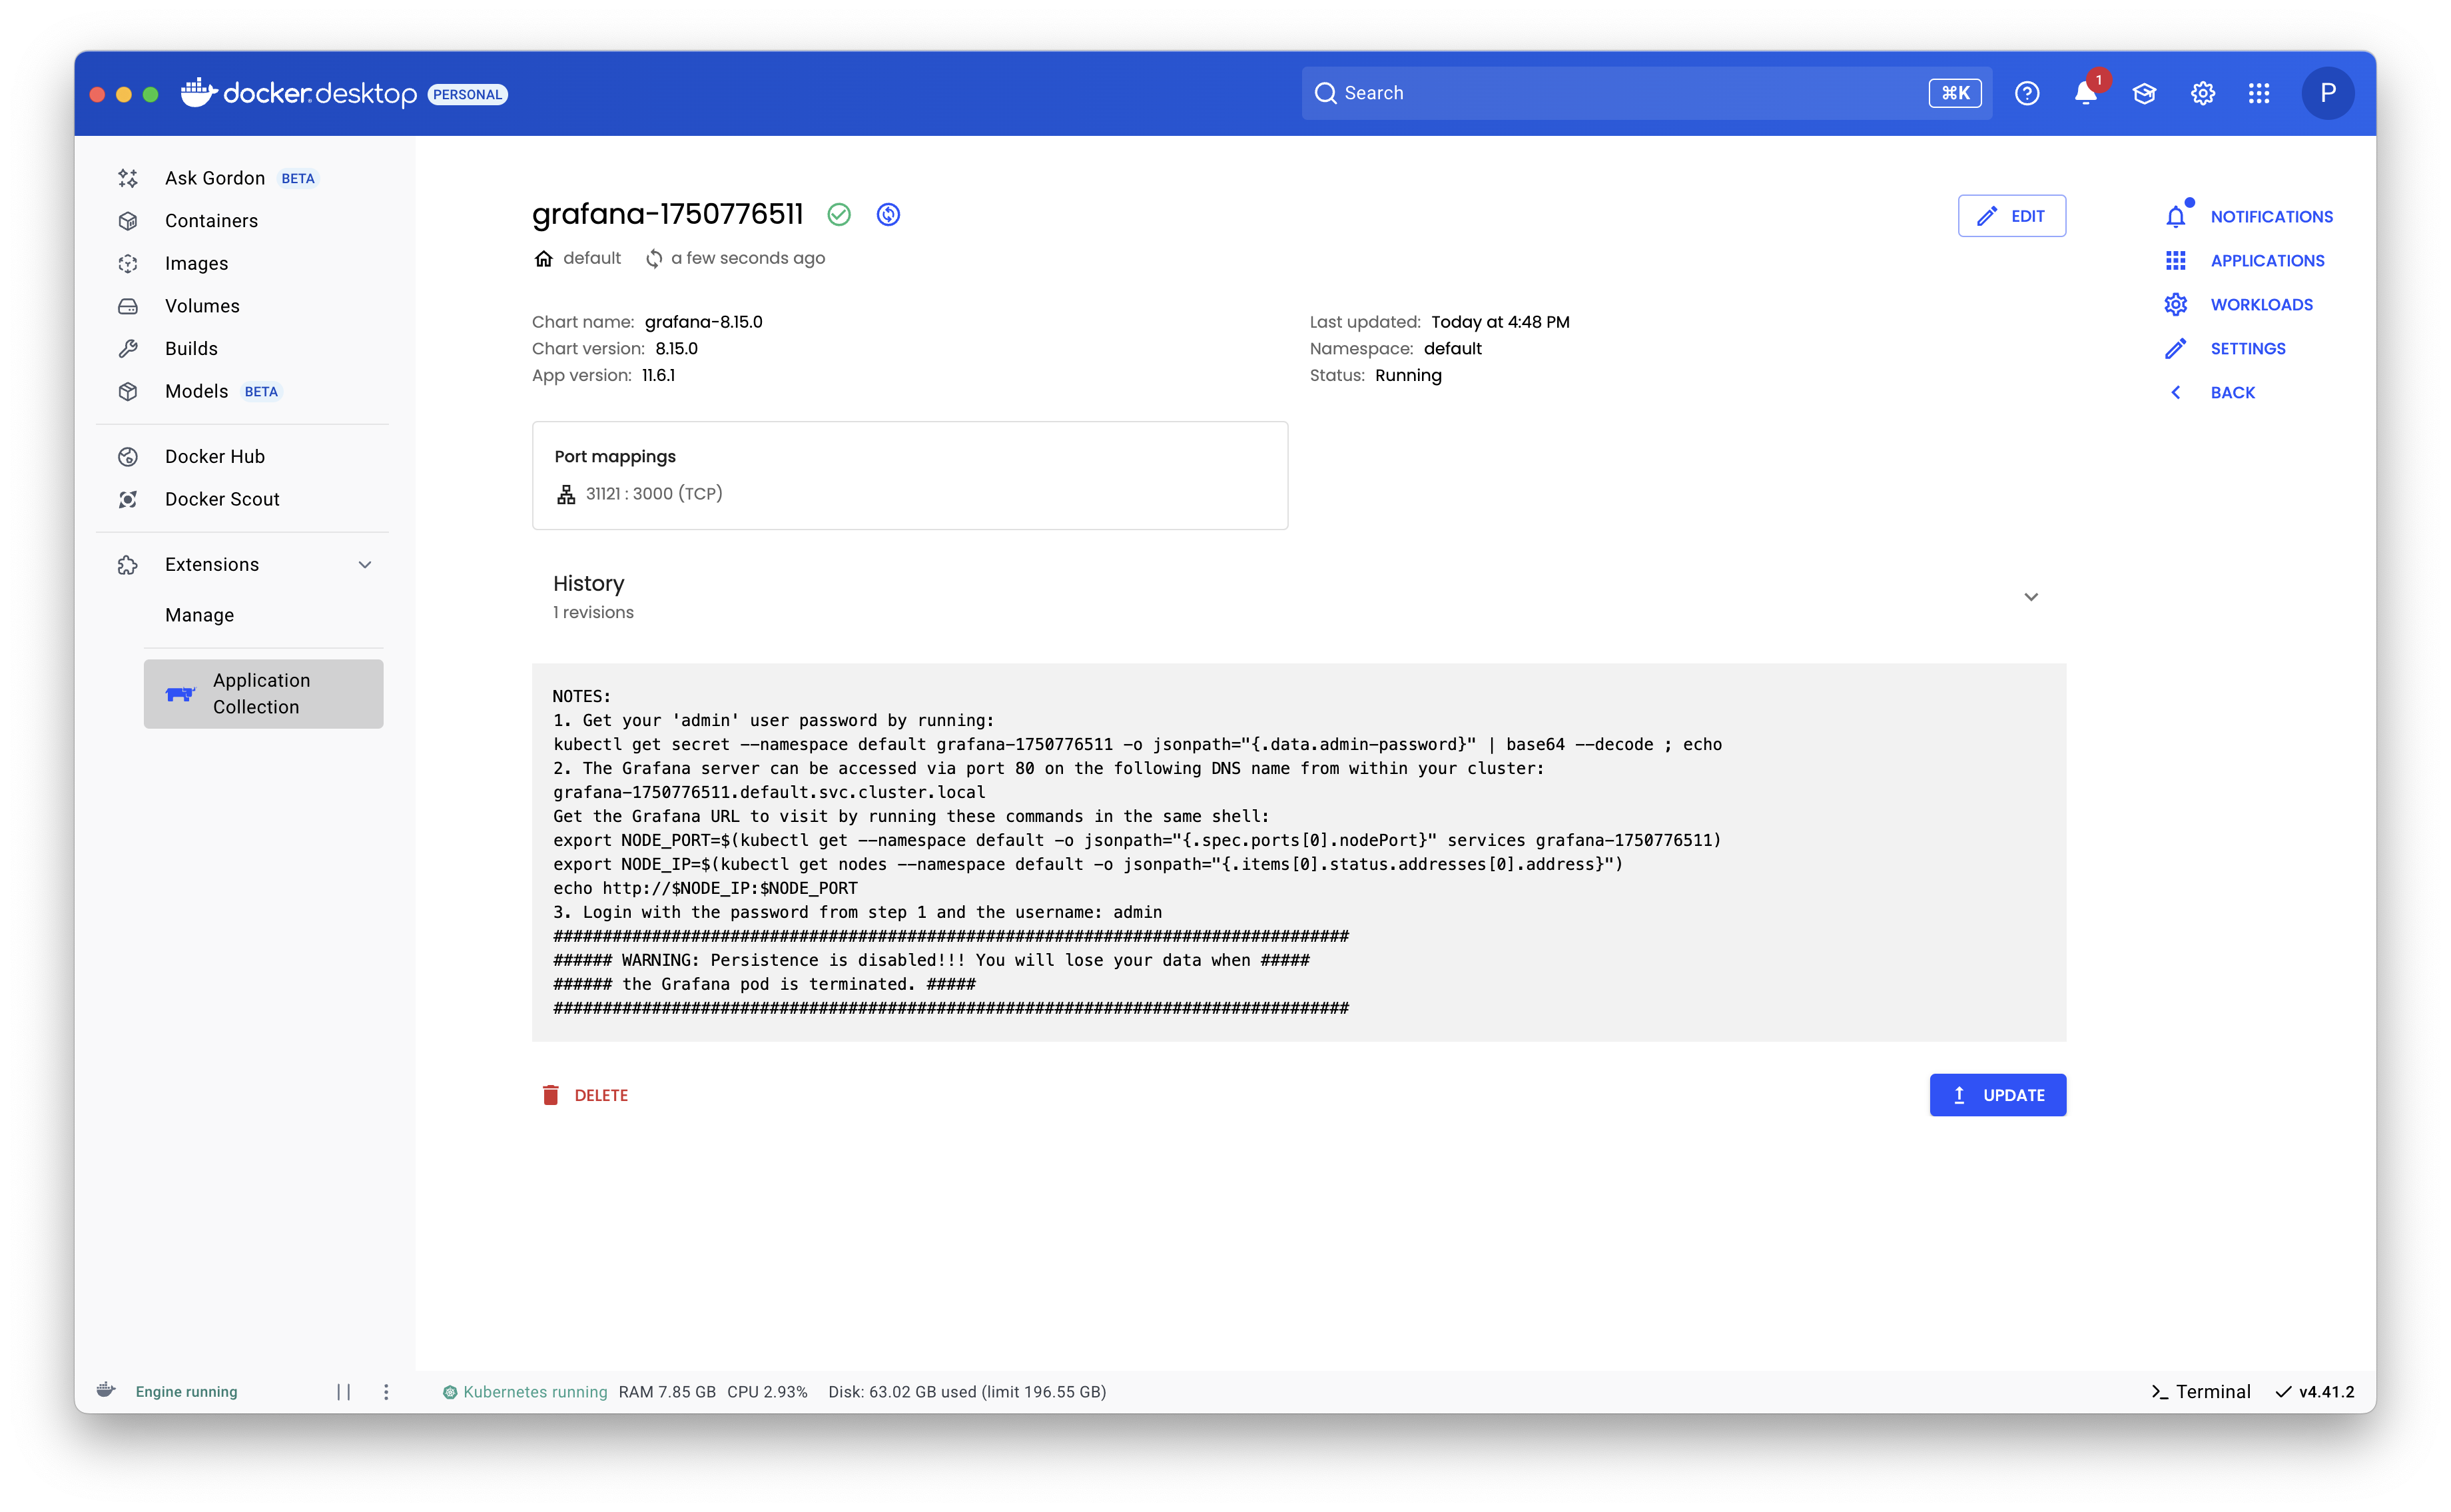 docker.desktop PERSONAL
Search
⌘K
1
P
Ask Gordon BETA
Containers
Images
Volumes
Builds
Models BETA
Docker Hub
Docker Scout
Extensions
Manage
Application
Collection
grafana-1750776511
EDIT
default a few seconds ago
Chart name: grafana-8.15.0
Chart version: 8.15.0
App version: 11.6.1
Last updated: Today at 4:48 PM
Namespace: default
Status: Running
Port mappings
31121 : 3000 (TCP)
History
1 revisions
NOTES:
1. Get your 'admin' user password by running:
kubectl get secret --namespace default grafana-1750776511 -o jsonpath="{.data.admin-password}" | base64 --decode ; echo
2. The Grafana server can be accessed via port 80 on the following DNS name from within your cluster:
grafana-1750776511.default.svc.cluster.local
Get the Grafana URL to visit by running these commands in the same shell:
export NODE_PORT=$(kubectl get --namespace default -o jsonpath="{.spec.ports[0].nodePort}" services grafana-1750776511)
export NODE_IP=$(kubectl get nodes --namespace default -o jsonpath="{.items[0].status.addresses[0].address}")
echo http://$NODE_IP:$NODE_PORT
3. Login with the password from step 1 and the username: admin
#################################################################################
###### WARNING: Persistence is disabled!!! You will lose your data when #####
###### the Grafana pod is terminated. #####
#################################################################################
DELETE
UPDATE
NOTIFICATIONS
APPLICATIONS
WORKLOADS
SETTINGS
BACK
Engine running
Kubernetes running RAM 7.85 GB CPU 2.93% Disk: 63.02 GB used (limit 196.55 GB)
Terminal
v4.41.2